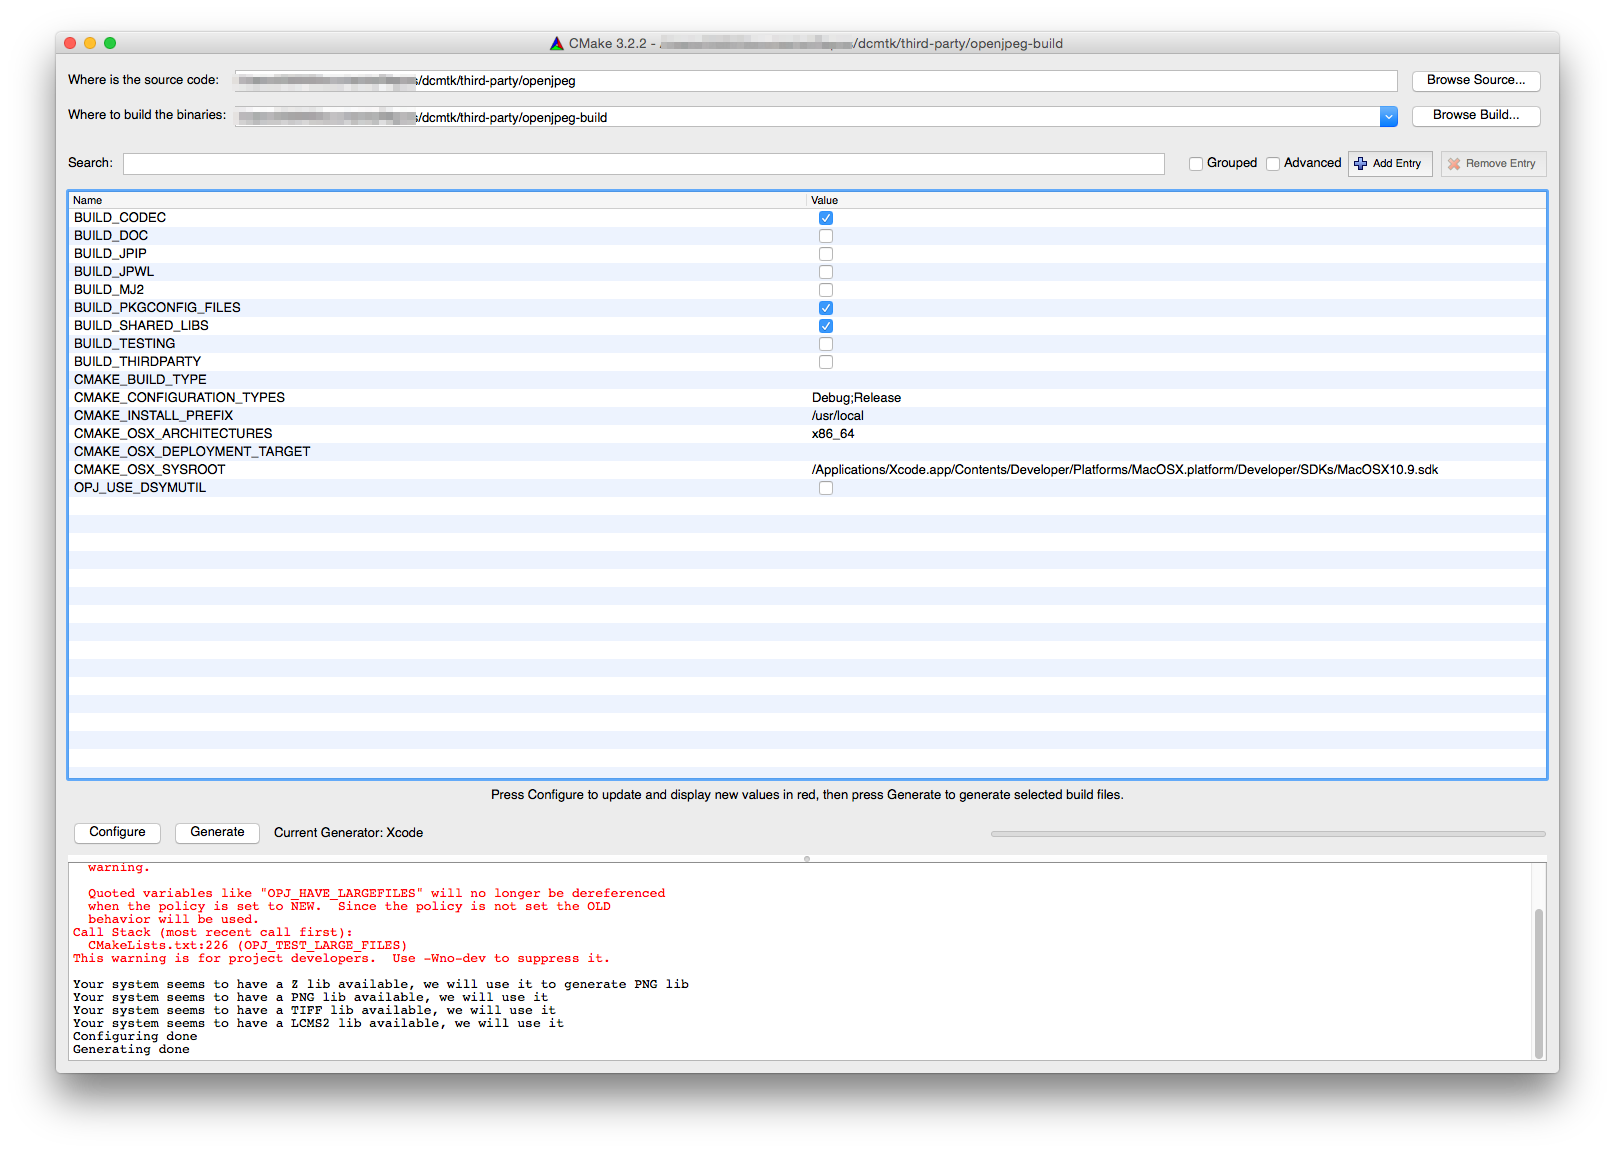 CMake 3.2.2 - /dcmtk/third-party/openjpeg-build
Where is the source code: /dcmtk/third-party/openjpeg Browse Source...
Where to build the binaries: /dcmtk/third-party/openjpeg-build Browse Build...
Search: Grouped Advanced Add Entry Remove Entry
Name Value
BUILD_CODEC
BUILD_DOC
BUILD_JPIP
BUILD_JPWL
BUILD_MJ2
BUILD_PKGCONFIG_FILES
BUILD_SHARED_LIBS
BUILD_TESTING
BUILD_THIRDPARTY
CMAKE_BUILD_TYPE
CMAKE_CONFIGURATION_TYPES Debug;Release
CMAKE_INSTALL_PREFIX /usr/local
CMAKE_OSX_ARCHITECTURES x86_64
CMAKE_OSX_DEPLOYMENT_TARGET
CMAKE_OSX_SYSROOT /Applications/Xcode.app/Contents/Developer/Platforms/MacOSX.platform/Developer/SDKs/MacOSX10.9.sdk
OPJ_USE_DSYMUTIL
Press Configure to update and display new values in red, then press Generate to generate selected build files.
Configure Generate Current Generator: Xcode
warning.
Quoted variables like "OPJ_HAVE_LARGEFILES" will no longer be dereferenced
when the policy is set to NEW. Since the policy is not set the OLD
behavior will be used.
Call Stack (most recent call first):
CMakeLists.txt:226 (OPJ_TEST_LARGE_FILES)
This warning is for project developers. Use -Wno-dev to suppress it.
Your system seems to have a Z lib available, we will use it to generate PNG lib
Your system seems to have a PNG lib available, we will use it
Your system seems to have a TIFF lib available, we will use it
Your system seems to have a LCMS2 lib available, we will use it
Configuring done
Generating done